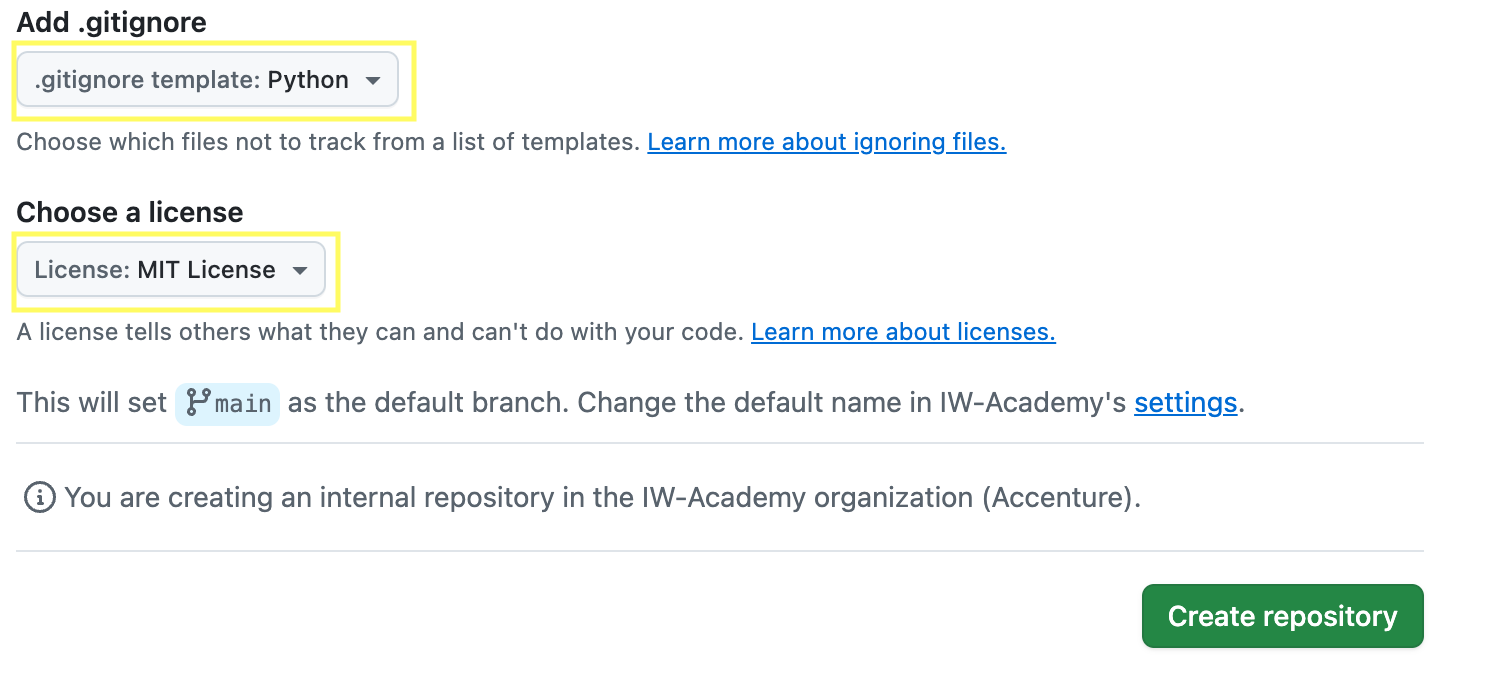 Add .gitignore
.gitignore template: Python
Choose which files not to track from a list of templates. Learn more about ignoring files.
Choose a license
License: MIT License
A license tells others what they can and can't do with your code. Learn more about licenses.
This will set main as the default branch. Change the default name in IW-Academy's settings.
You are creating an internal repository in the IW-Academy organization (Accenture).
Create repository